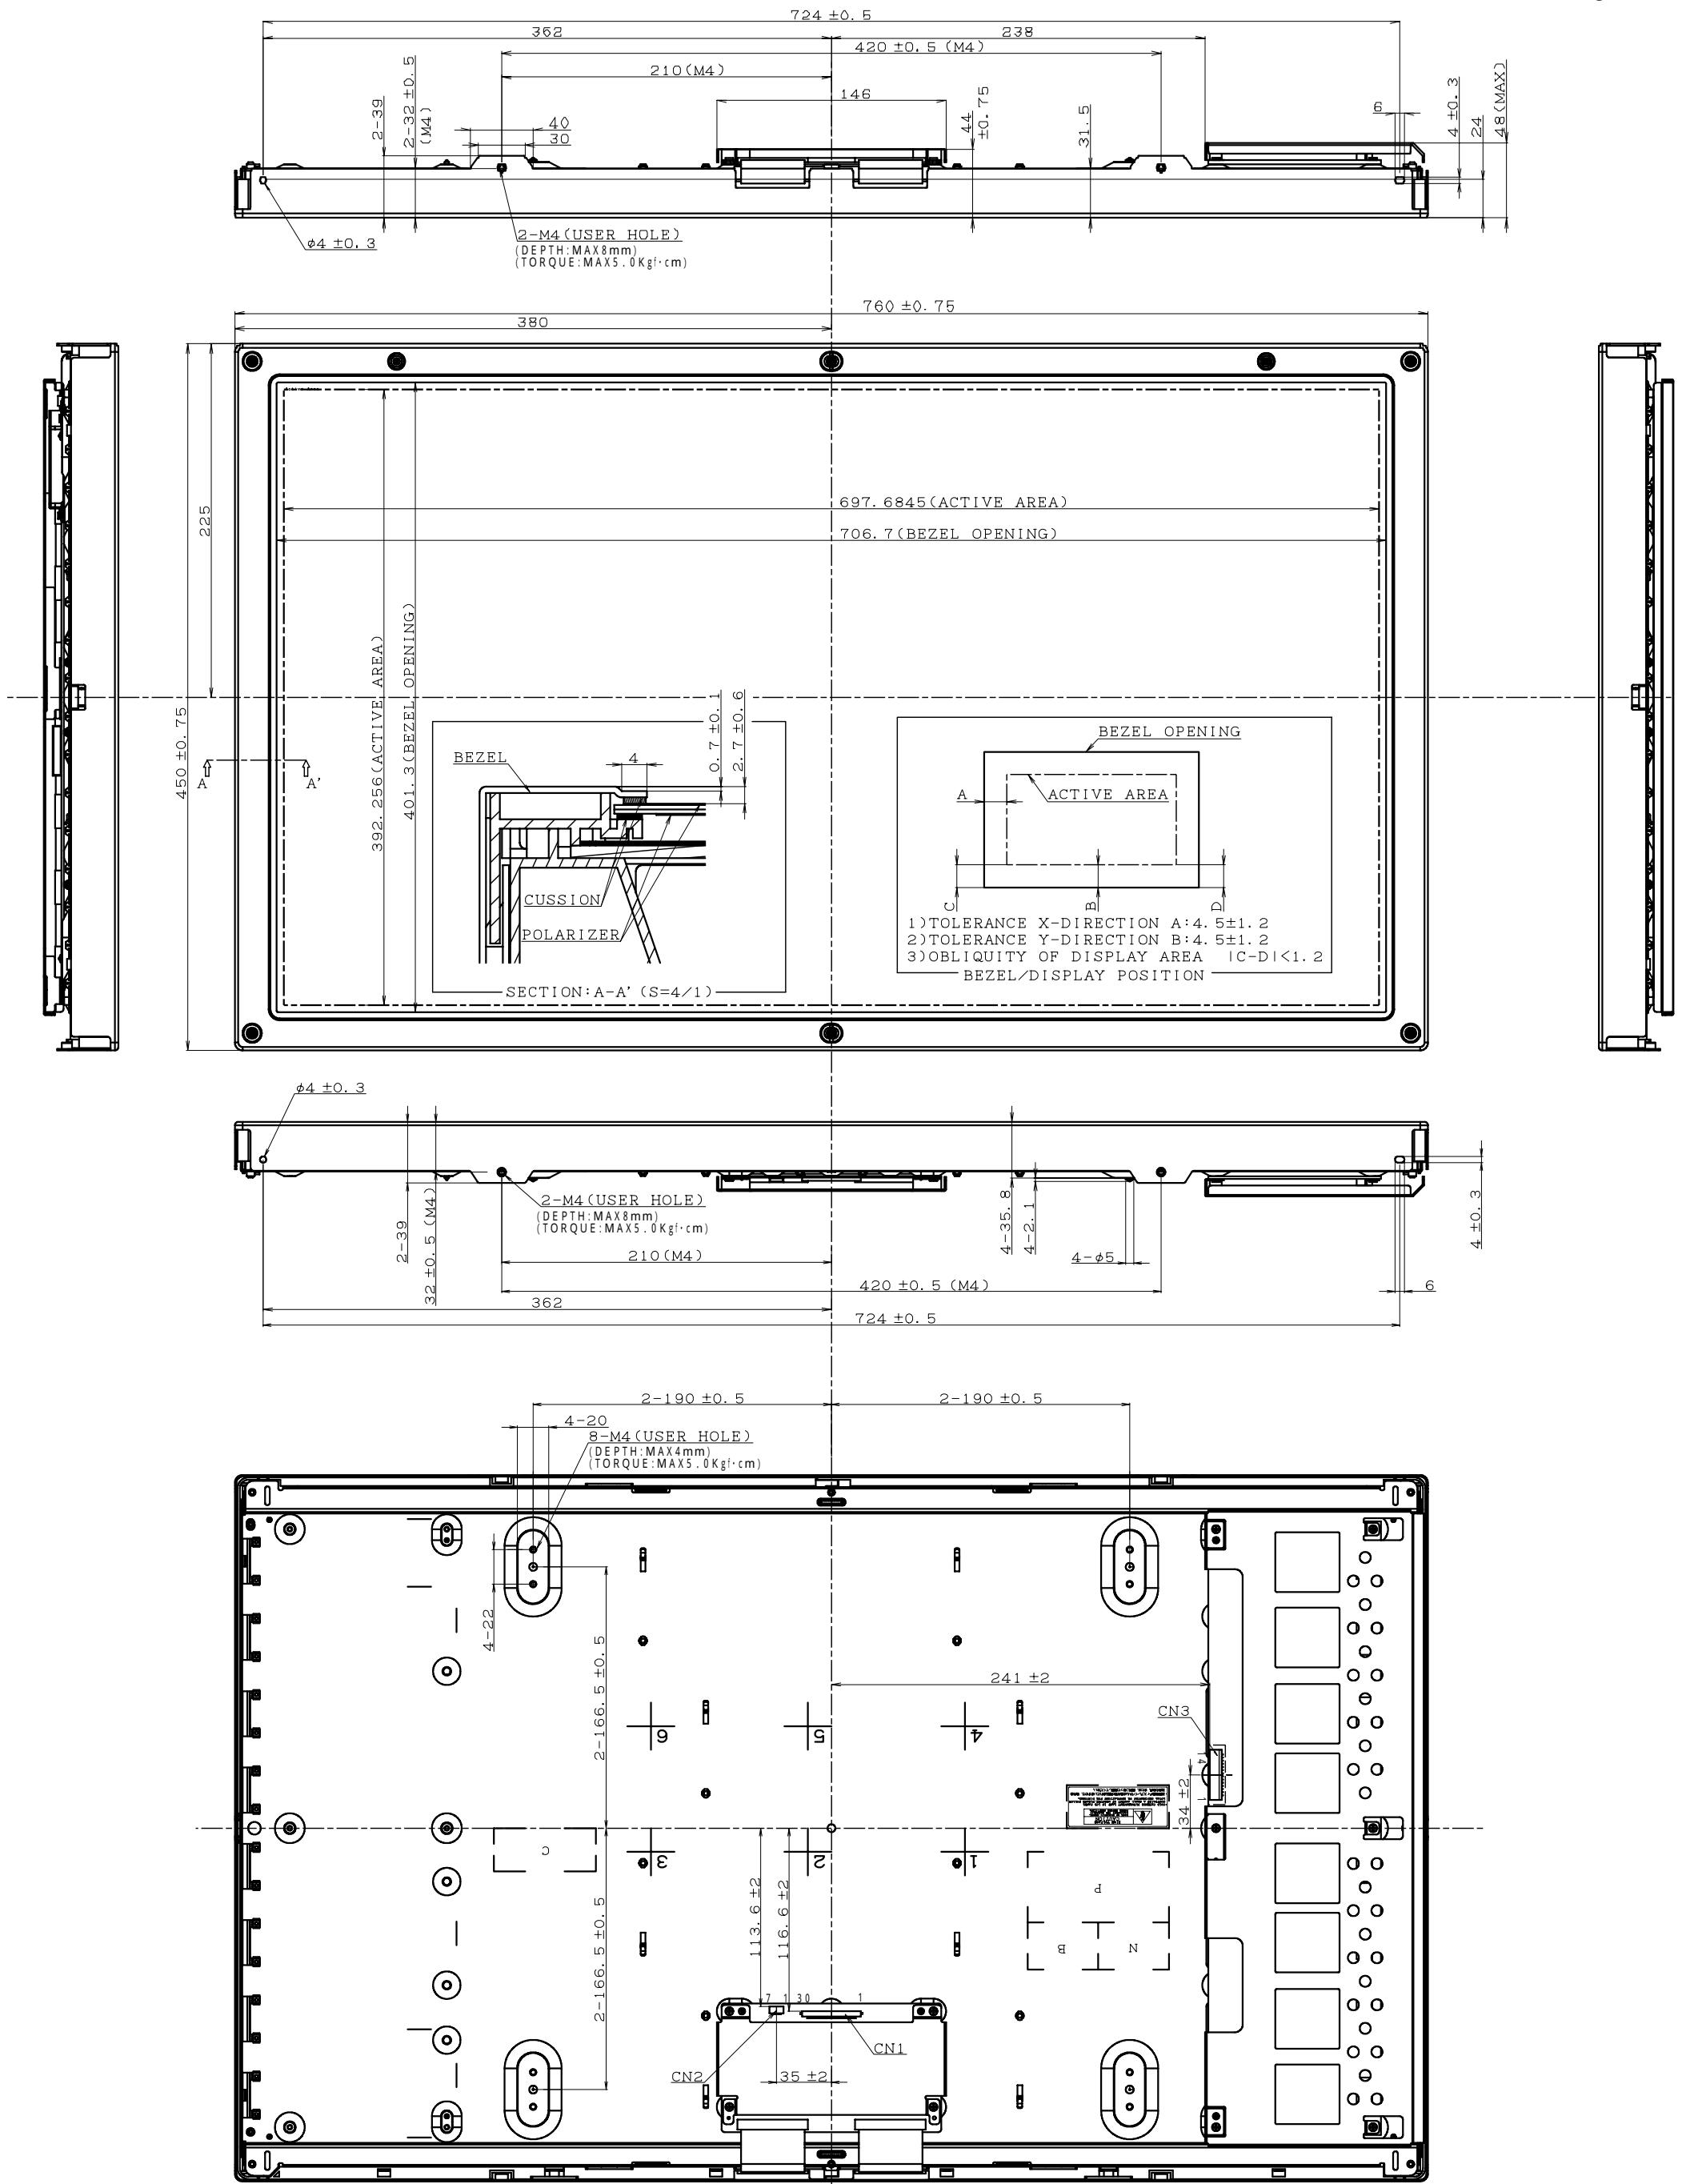 724 ±0.5
362
238
420 ±0.5 (M4)
210(M4)
146
2-39
2-32 ±0.5
(M4)
40
30
44
±0.75
31.5
6
4 ±0.3
24
48(MAX)
φ4 ±0.3
2-M4(USER HOLE)
(DEPTH:MAX8mm)
(TORQUE:MAX5.0Kgf·cm)
760 ±0.75
380
225
450 ±0.75
697.6845(ACTIVE AREA)
706.7(BEZEL OPENING)
392.256(ACTIVE AREA)
401.3(BEZEL OPENING)
A
A'
BEZEL
4
0.7 ±0.1
2.7 ±0.6
CUSSION
POLARIZER
SECTION:A-A' (S=4/1)
BEZEL OPENING
ACTIVE AREA
A
C
B
D
1)TOLERANCE X-DIRECTION A:4.5±1.2
2)TOLERANCE Y-DIRECTION B:4.5±1.2
3)OBLIQUITY OF DISPLAY AREA |C-D|<1.2
BEZEL/DISPLAY POSITION
φ4 ±0.3
2-M4(USER HOLE)
(DEPTH:MAX8mm)
(TORQUE:MAX5.0Kgf·cm)
2-39
32 ±0.5 (M4)
210(M4)
4-35.8
4-2.1
4-φ5
4 ±0.3
6
420 ±0.5 (M4)
362
724 ±0.5
2-190 ±0.5
2-190 ±0.5
4-20
8-M4(USER HOLE)
(DEPTH:MAX4mm)
(TORQUE:MAX5.0Kgf·cm)
4-22
2-166.5 ±0.5
241 ±2
CN3
4
1
34 ±2
6
5
4
3
2
1
C
P
B
N
2-166.5 ±0.5
113.6 ±2
116.6 ±2
7
1
30
1
CN1
CN2
35 ±2